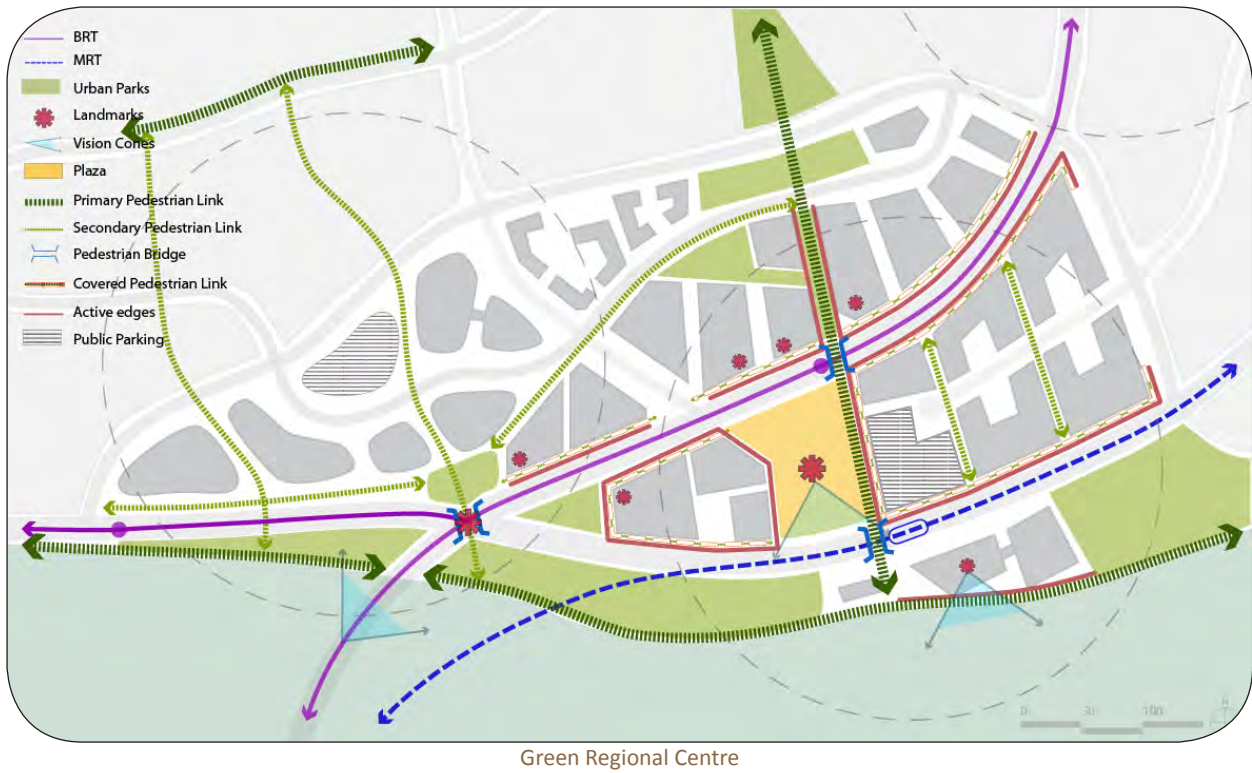 BRT
MRT
Urban Parks
Landmarks
Vision Cones
Plaza
Primary Pedestrian Link
Secondary Pedestrian Link
Pedestrian Bridge
Covered Pedestrian Link
Active edges
Public Parking
0 50 100
N
Green Regional Centre